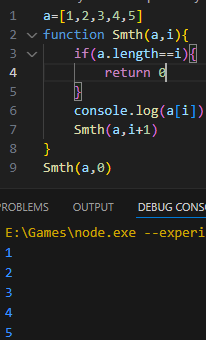 1 a=[1,2,3,4,5]
2 function Smth(a,i){
3 if(a.length==i){
4 return 0
5 }
6 console.log(a[i])
7 Smth(a,i+1)
8 }
9 Smth(a,0)
PROBLEMS OUTPUT DEBUG CONS
E:\Games\node.exe --experi
1
2
3
4
5